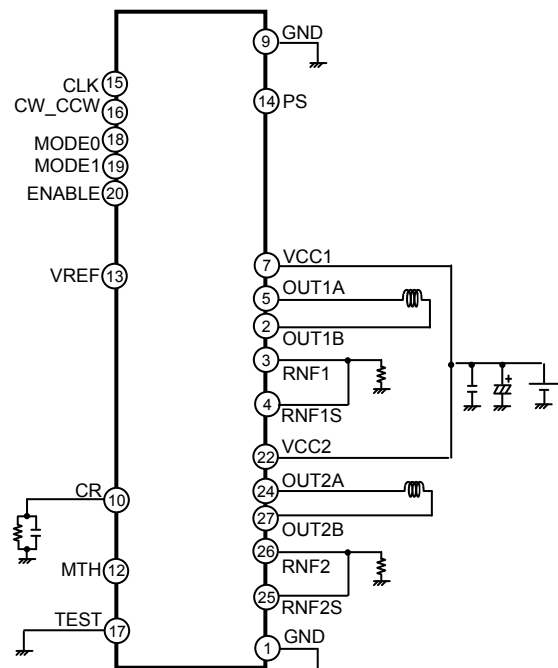 9 GND
15 CLK
14 PS
16 CW_CCW
18 MODE0
19 MODE1
20 ENABLE
7 VCC1
13 VREF
5 OUT1A
2 OUT1B
3 RNF1
4 RNF1S
+
22 VCC2
24 OUT2A
10 CR
27 OUT2B
26 RNF2
12 MTH
25 RNF2S
17 TEST
1 GND